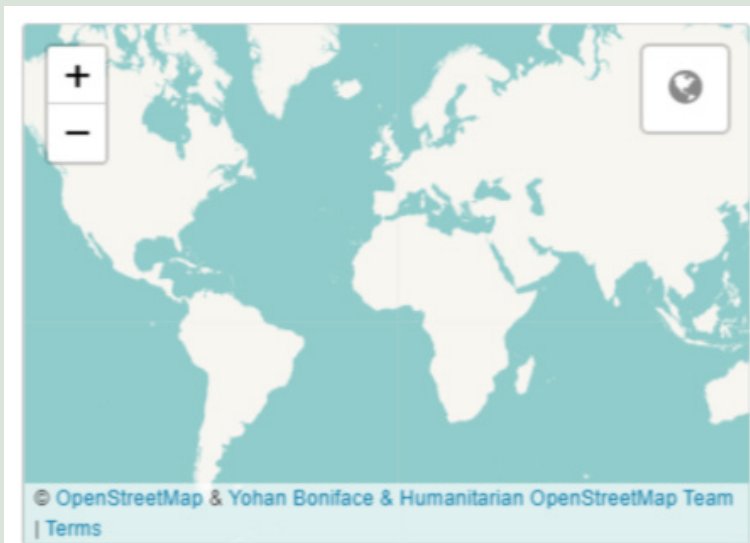 +
−
© OpenStreetMap & Yohan Boniface & Humanitarian OpenStreetMap Team
| Terms